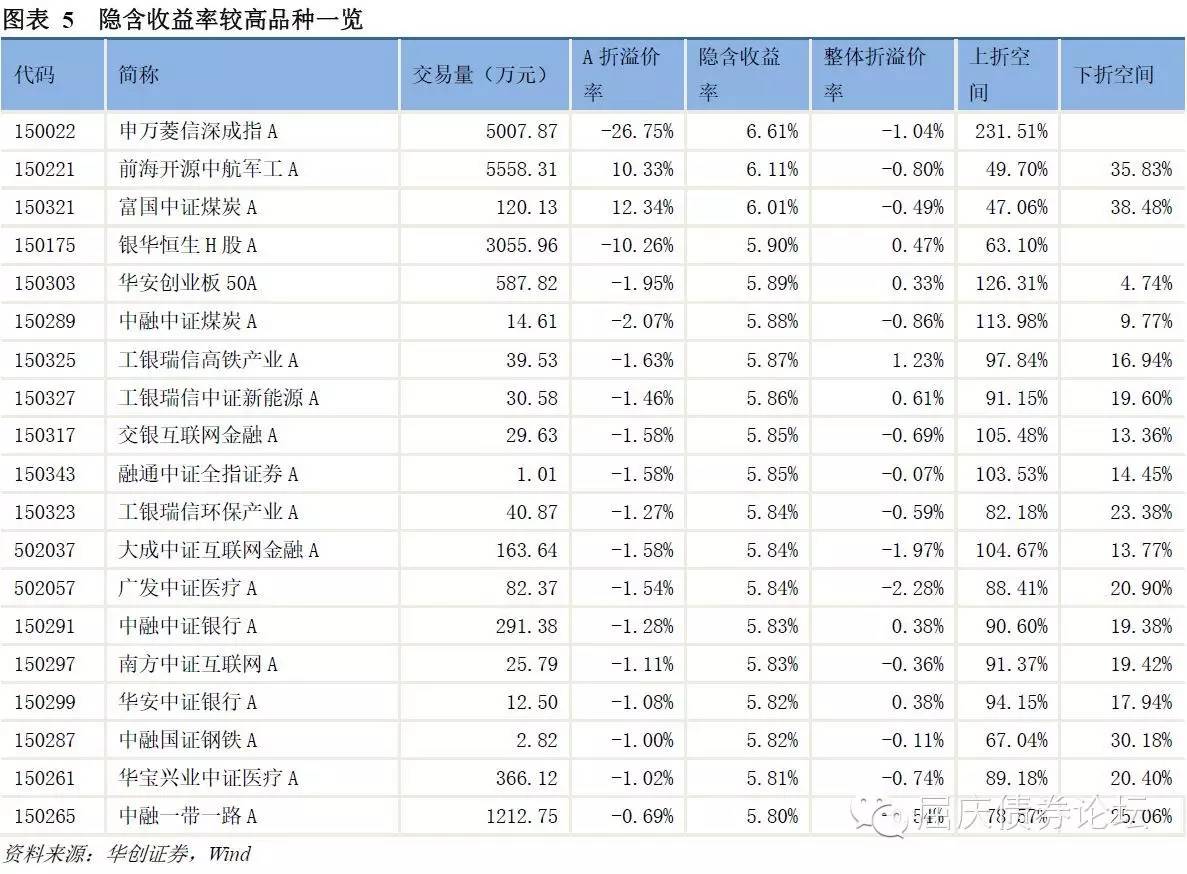 图表 5 隐含收益率较高品种一览
代码 简称 交易量（万元） A 折溢价率 隐含收益率 整体折溢价率 上折空间 下折空间
150022 申万菱信深成指 A 5007.87 -26.75% 6.61% -1.04% 231.51%
150221 前海开源中航军工 A 5558.31 10.33% 6.11% -0.80% 49.70% 35.83%
150321 富国中证煤炭 A 120.13 12.34% 6.01% -0.49% 47.06% 38.48%
150175 银华恒生 H 股 A 3055.96 -10.26% 5.90% 0.47% 63.10%
150303 华安创业板 50A 587.82 -1.95% 5.89% 0.33% 126.31% 4.74%
150289 中融中证煤炭 A 14.61 -2.07% 5.88% -0.86% 113.98% 9.77%
150325 工银瑞信高铁产业 A 39.53 -1.63% 5.87% 1.23% 97.84% 16.94%
150327 工银瑞信中证新能源 A 30.58 -1.46% 5.86% 0.61% 91.15% 19.60%
150317 交银互联网金融 A 29.63 -1.58% 5.85% -0.69% 105.48% 13.36%
150343 融通中证全指证券 A 1.01 -1.58% 5.85% -0.07% 103.53% 14.45%
150323 工银瑞信环保产业 A 40.87 -1.27% 5.84% -0.59% 82.18% 23.38%
502037 大成中证互联网金融 A 163.64 -1.58% 5.84% -1.97% 104.67% 13.77%
502057 广发中证医疗 A 82.37 -1.54% 5.84% -2.28% 88.41% 20.90%
150291 中融中证银行 A 291.38 -1.28% 5.83% 0.38% 90.60% 19.38%
150297 南方中证互联网 A 25.79 -1.11% 5.83% -0.36% 91.37% 19.42%
150299 华安中证银行 A 12.50 -1.08% 5.82% 0.38% 94.15% 17.94%
150287 中融国证钢铁 A 2.82 -1.00% 5.82% -0.11% 67.04% 30.18%
150261 华宝兴业中证医疗 A 366.12 -1.02% 5.81% -0.74% 89.18% 20.40%
150265 中融一带一路 A 1212.75 -0.69% 5.80% 78.57% 25.06%
屈庆债券论坛
资料来源：华创证券，Wind